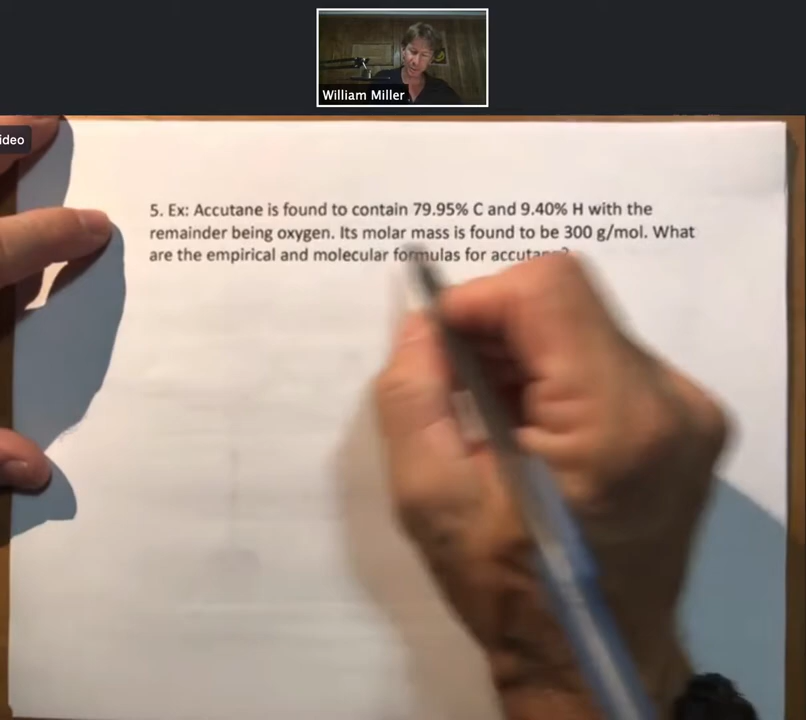 William Miller
ideo
5. Ex: Accutane is found to contain 79.95% C and 9.40% H with the
remainder being oxygen. Its molar mass is found to be 300 g/mol. What
are the empirical and molecular formulas for accutane?